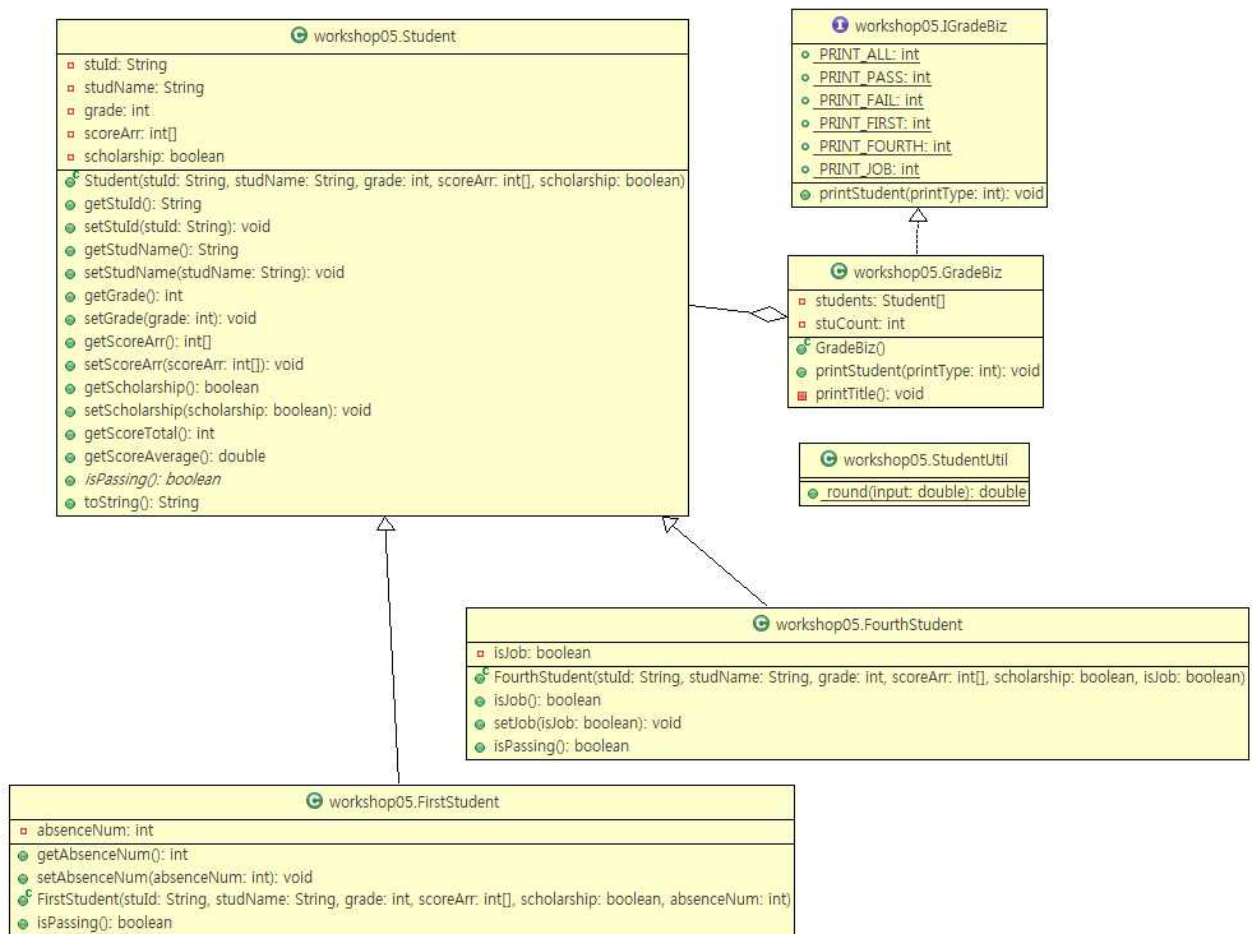 workshop05.Student
stuId: String
studName: String
grade: int
scoreArr: int[]
scholarship: boolean
Student(stuId: String, studName: String, grade: int, scoreArr: int[], scholarship: boolean)
getStuId(): String
setStuId(stuId: String): void
getStudName(): String
setStudName(studName: String): void
getGrade(): int
setGrade(grade: int): void
getScoreArr(): int[]
setScoreArr(scoreArr: int[]): void
getScholarship(): boolean
setScholarship(scholarship: boolean): void
getScoreTotal(): int
getScoreAverage(): double
isPassing(): boolean
toString(): String
workshop05.IGradeBiz
PRINT_ALL: int
PRINT_PASS: int
PRINT_FAIL: int
PRINT_FIRST: int
PRINT_FOURTH: int
PRINT_JOB: int
printStudent(printType: int): void
workshop05.GradeBiz
students: Student[]
stuCount: int
GradeBiz()
printStudent(printType: int): void
printTitle(): void
workshop05.StudentUtil
round(input: double): double
workshop05.FourthStudent
isJob: boolean
FourthStudent(stuId: String, studName: String, grade: int, scoreArr: int[], scholarship: boolean, isJob: boolean)
isJob(): boolean
setJob(isJob: boolean): void
isPassing(): boolean
workshop05.FirstStudent
absenceNum: int
getAbsenceNum(): int
setAbsenceNum(absenceNum: int): void
FirstStudent(stuId: String, studName: String, grade: int, scoreArr: int[], scholarship: boolean, absenceNum: int)
isPassing(): boolean